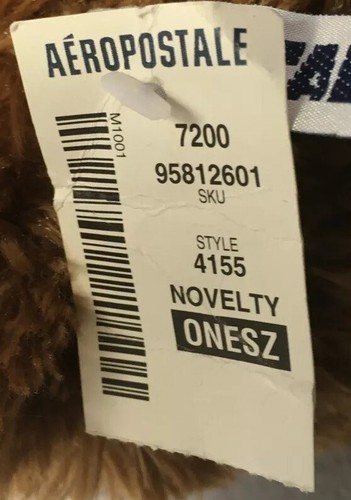 AÉROPOSTALE
M1001
7200
95812601
SKU
STYLE
4155
NOVELTY
ONESZ